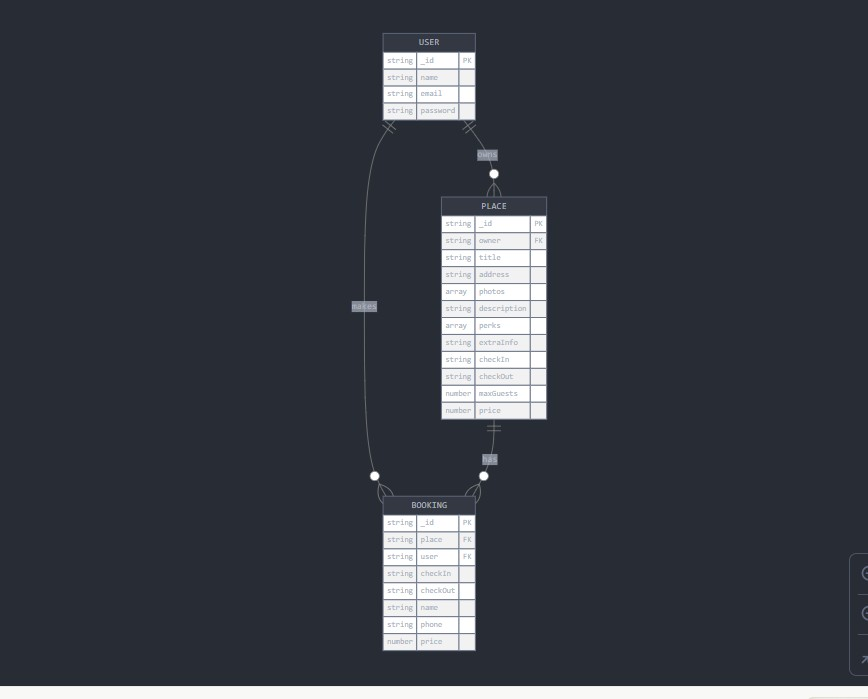 USER
string _id PK
string name
string email
string password
owns
PLACE
string _id PK
string owner FK
string title
string address
array photos
string description
array perks
string extraInfo
string checkIn
string checkOut
number maxGuests
number price
makes
has
BOOKING
string _id PK
string place FK
string user FK
string checkIn
string checkOut
string name
string phone
number price